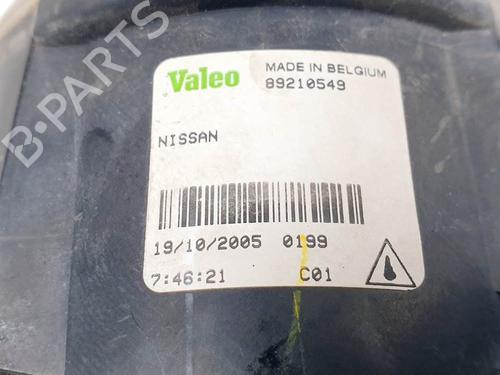 B-PARTS
Valeo
MADE IN BELGIUM
89210549
NISSAN
19/10/2005 0199
7:46:21 C01